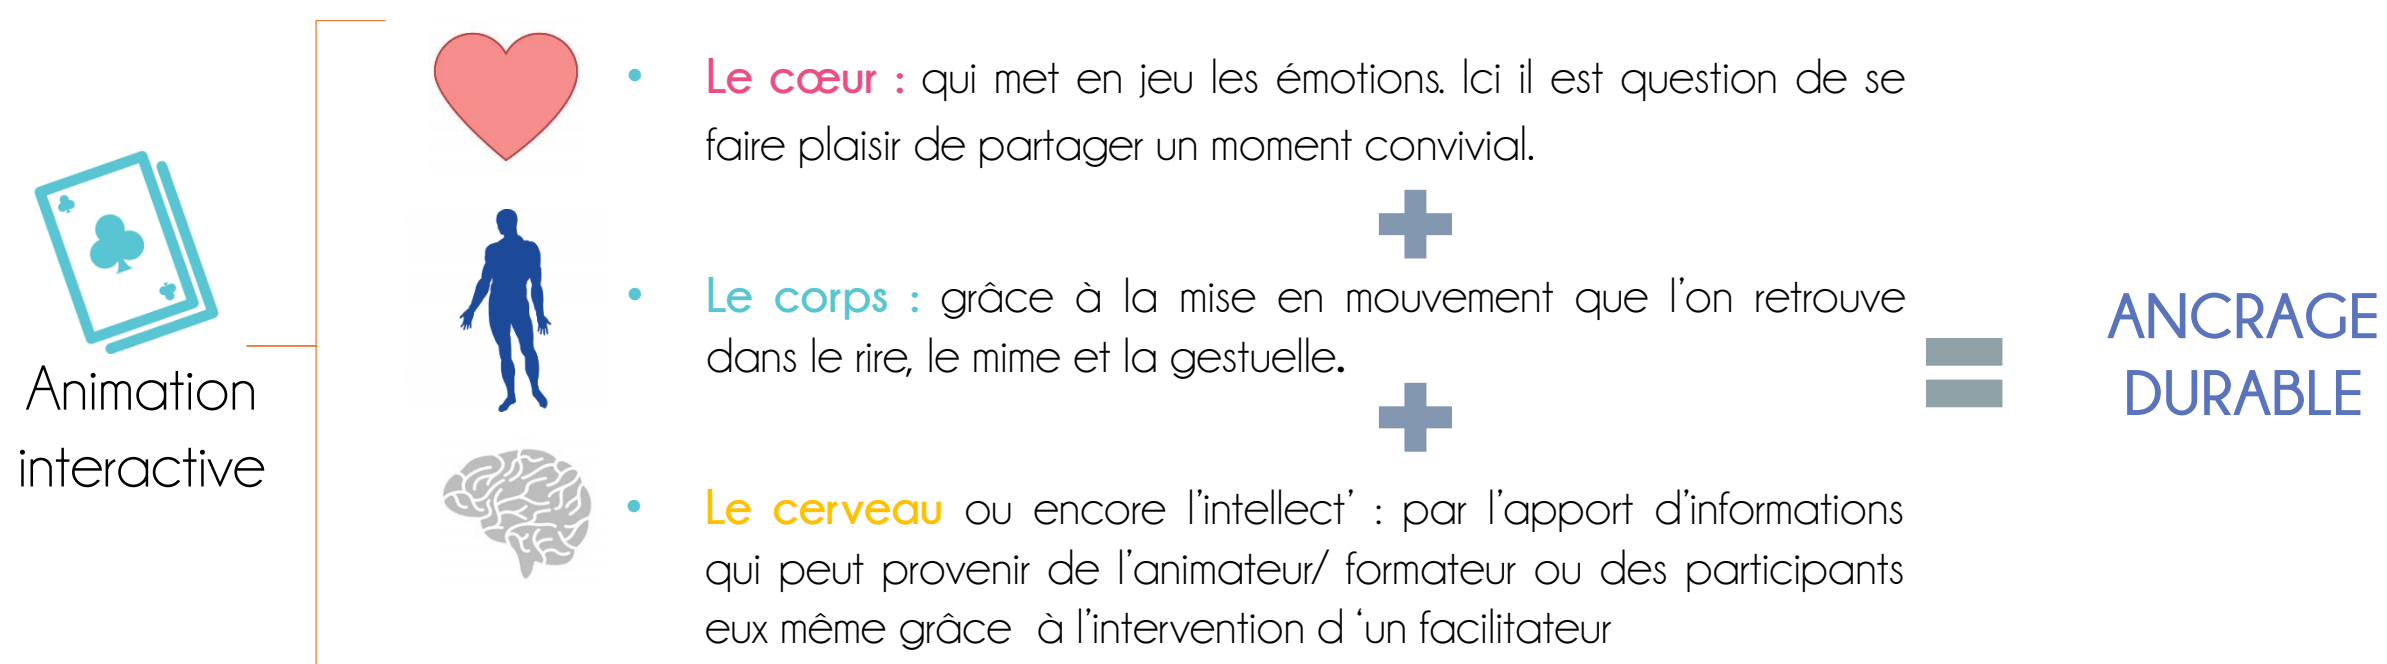 Le cœur : qui met en jeu les émotions. Ici il est question de se
faire plaisir de partager un moment convivial.
Le corps : grâce à la mise en mouvement que l'on retrouve
dans le rire, le mime et la gestuelle.
Le cerveau ou encore l'intellect' : par l'apport d'informations
qui peut provenir de l'animateur/ formateur ou des participants
eux même grâce  à l'intervention d ‘un facilitateur
Animation
interactive
ANCRAGE
DURABLE